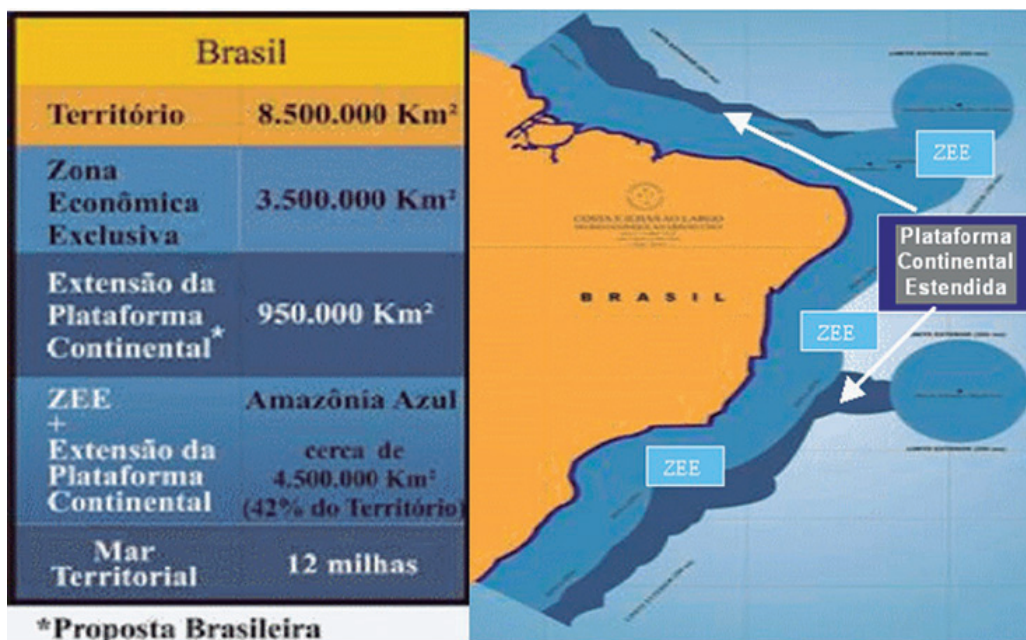 Brasil
Território 8.500.000 Km²
Zona
Econômica 3.500.000 Km²
Exclusiva
Extensão da
Plataforma 950.000 Km²
Continental*
ZEE Amazônia Azul
+ cerca de
Extensão da 4.500.000 Km²
Plataforma (42% do Território)
Continental
Mar 12 milhas
Territorial
*Proposta Brasileira
ZEE
Plataforma
Continental
Estendida
BRASIL
ZEE
ZEE